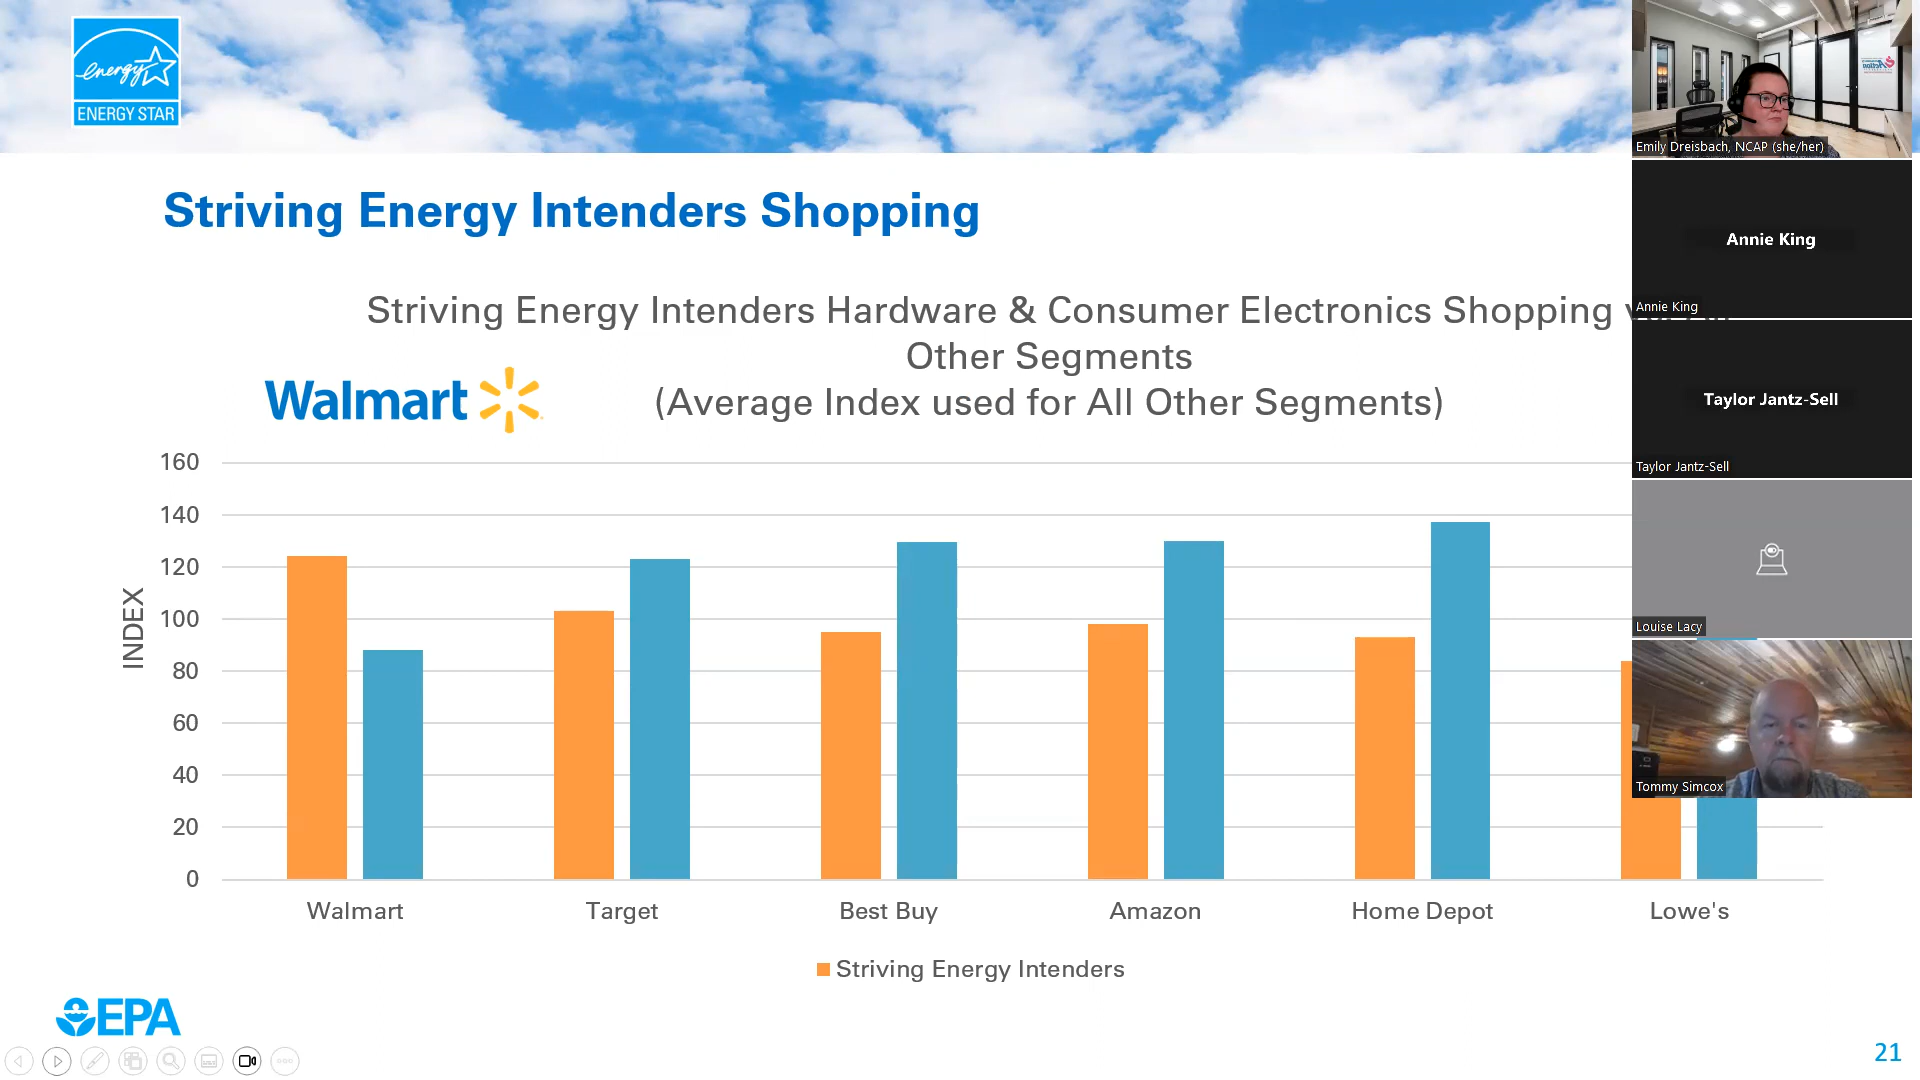 energy
ENERGY STAR
Striving Energy Intenders Shopping
Striving Energy Intenders Hardware & Consumer Electronics Shopping
Other Segments
(Average Index used for All Other Segments)
Walmart
160
140
120
100
80
60
40
20
0
INDEX
Walmart
Target
Best Buy
Amazon
Home Depot
Lowe's
Striving Energy Intenders
EPA
21
Emily Dreisbach, NCAP (she/her)
Annie King
Annie King
Taylor Jantz-Sell
Taylor Jantz-Sell
Louise Lacy
Tommy Simcox